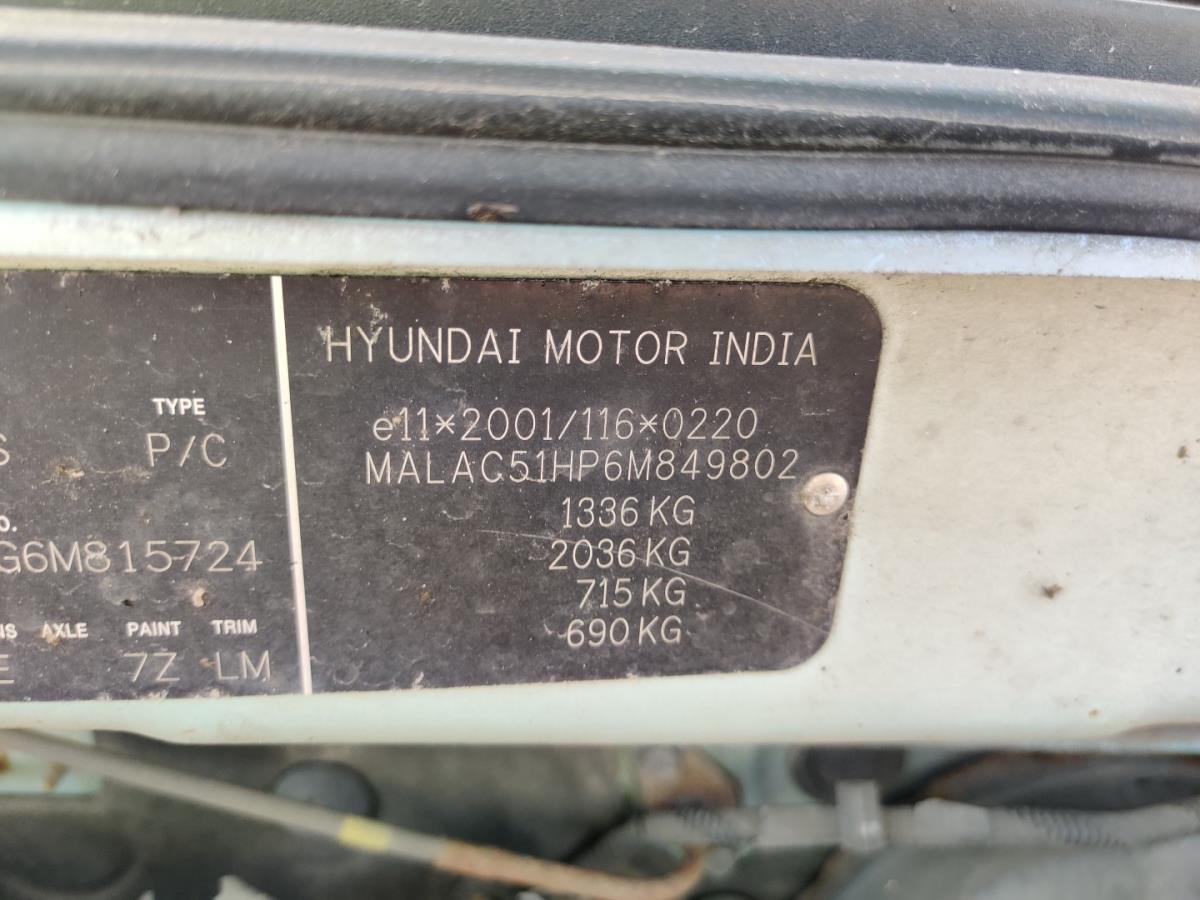 TYPE
S P/C
o.
G6M815724
IS AXLE PAINT TRIM
E 7Z LM
HYUNDAI MOTOR INDIA
e11*2001/116*0220
MALAC51HP6M849802
1336 KG
2036 KG
715 KG
690 KG